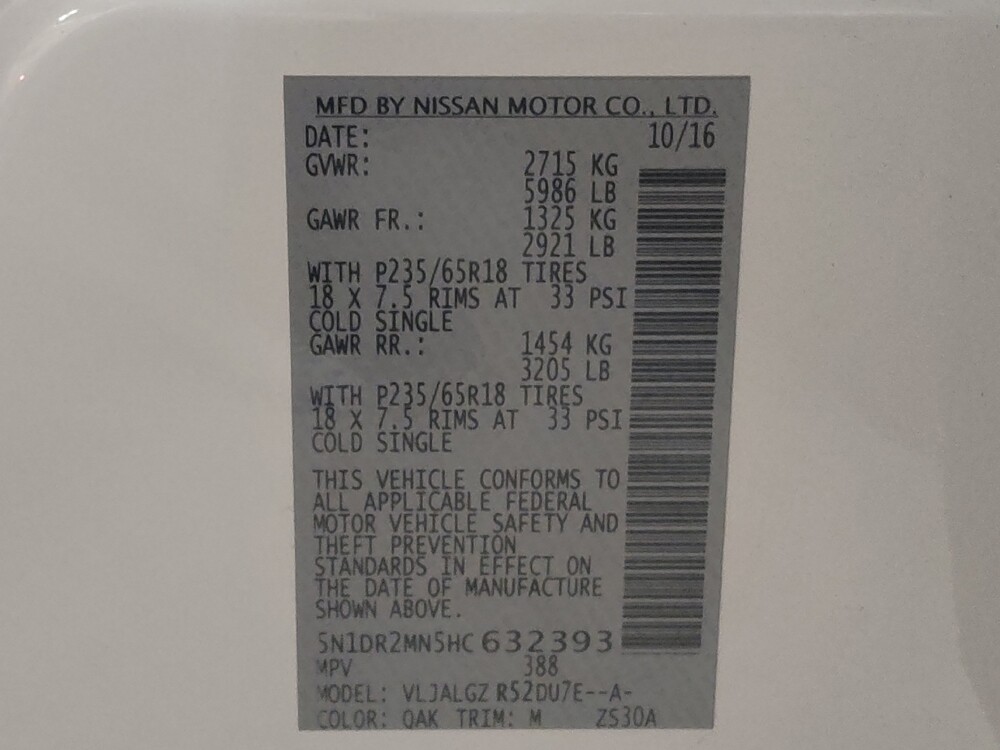 MFD BY NISSAN MOTOR CO., LTD.
DATE: 10/16
GVWR: 2715 KG
5986 LB
GAWR FR.: 1325 KG
2921 LB
WITH P235/65R18 TIRES
18 X 7.5 RIMS AT 33 PSI
COLD SINGLE
GAWR RR.: 1454 KG
3205 LB
WITH P235/65R18 TIRES
18 X 7.5 RIMS AT 33 PSI
COLD SINGLE
THIS VEHICLE CONFORMS TO
ALL APPLICABLE FEDERAL
MOTOR VEHICLE SAFETY AND
THEFT PREVENTION
STANDARDS IN EFFECT ON
THE DATE OF MANUFACTURE
SHOWN ABOVE.
5N1DR2MN5HC632393
MPV 388
MODEL: VLJALGZ R52DU7E--A-
COLOR: QAK TRIM: M ZS30A